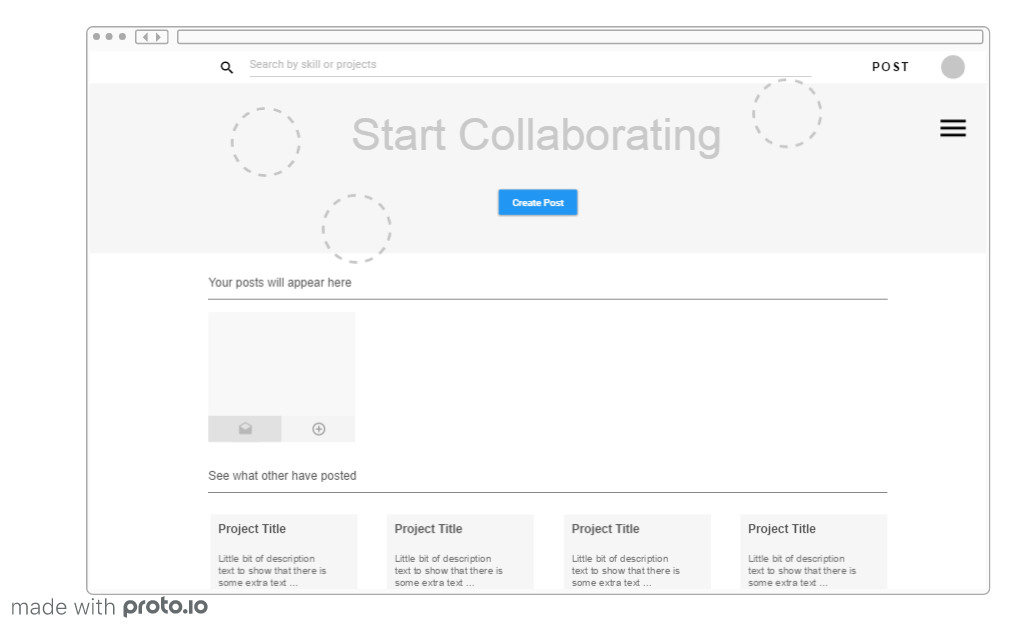 Search by skill or projects
POST
Start Collaborating
Create Post
Your posts will appear here
See what other have posted
Project Title
Little bit of description
text to show that there is
some extra text ...
Project Title
Little bit of description
text to show that there is
some extra text ...
Project Title
Little bit of description
text to show that there is
some extra text ...
Project Title
Little bit of description
text to show that there is
some extra text ...
made with proto.io